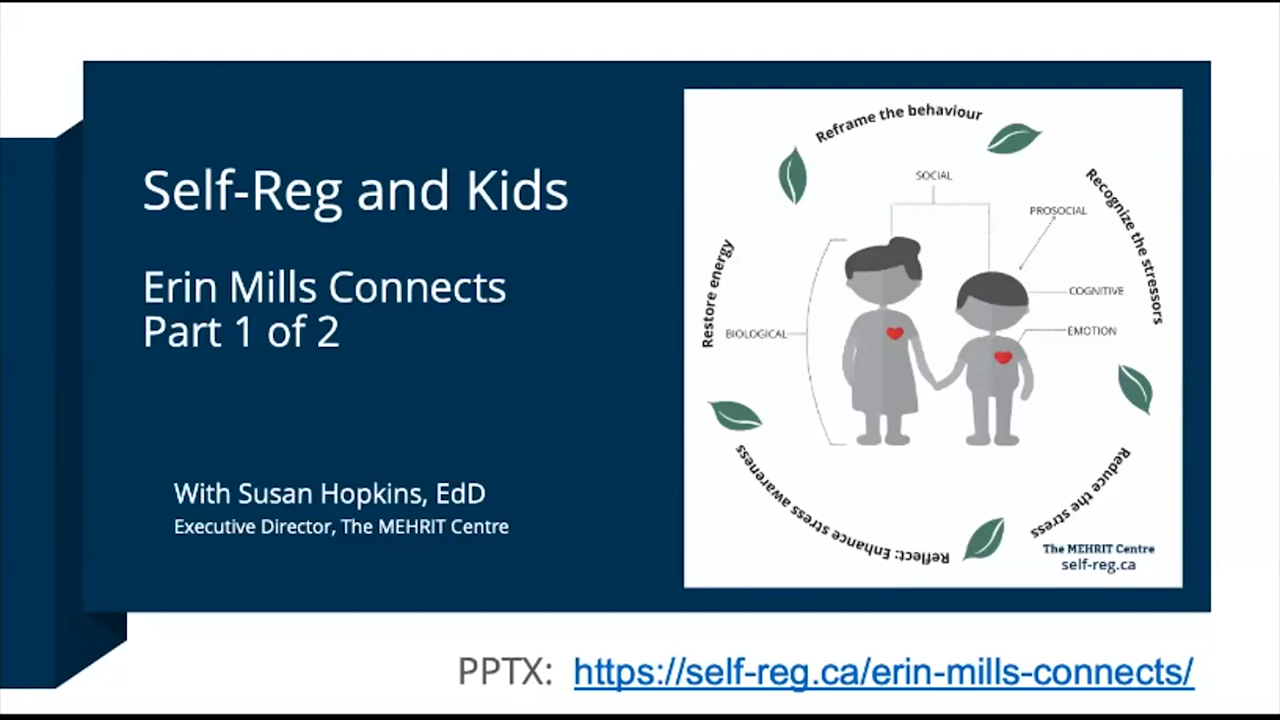 Self-Reg and Kids
Erin Mills Connects
Part 1 of 2
With Susan Hopkins, EdD
Executive Director, The MEHRIT Centre
Reframe the behaviour
Recognize the stressors
Reduce the stress
Reflect: Enhance stress awareness
Restore energy
SOCIAL
PROSOCIAL
COGNITIVE
EMOTION
BIOLOGICAL
The MEHRIT Centre
self-reg.ca
PPTX: https://self-reg.ca/erin-mills-connects/